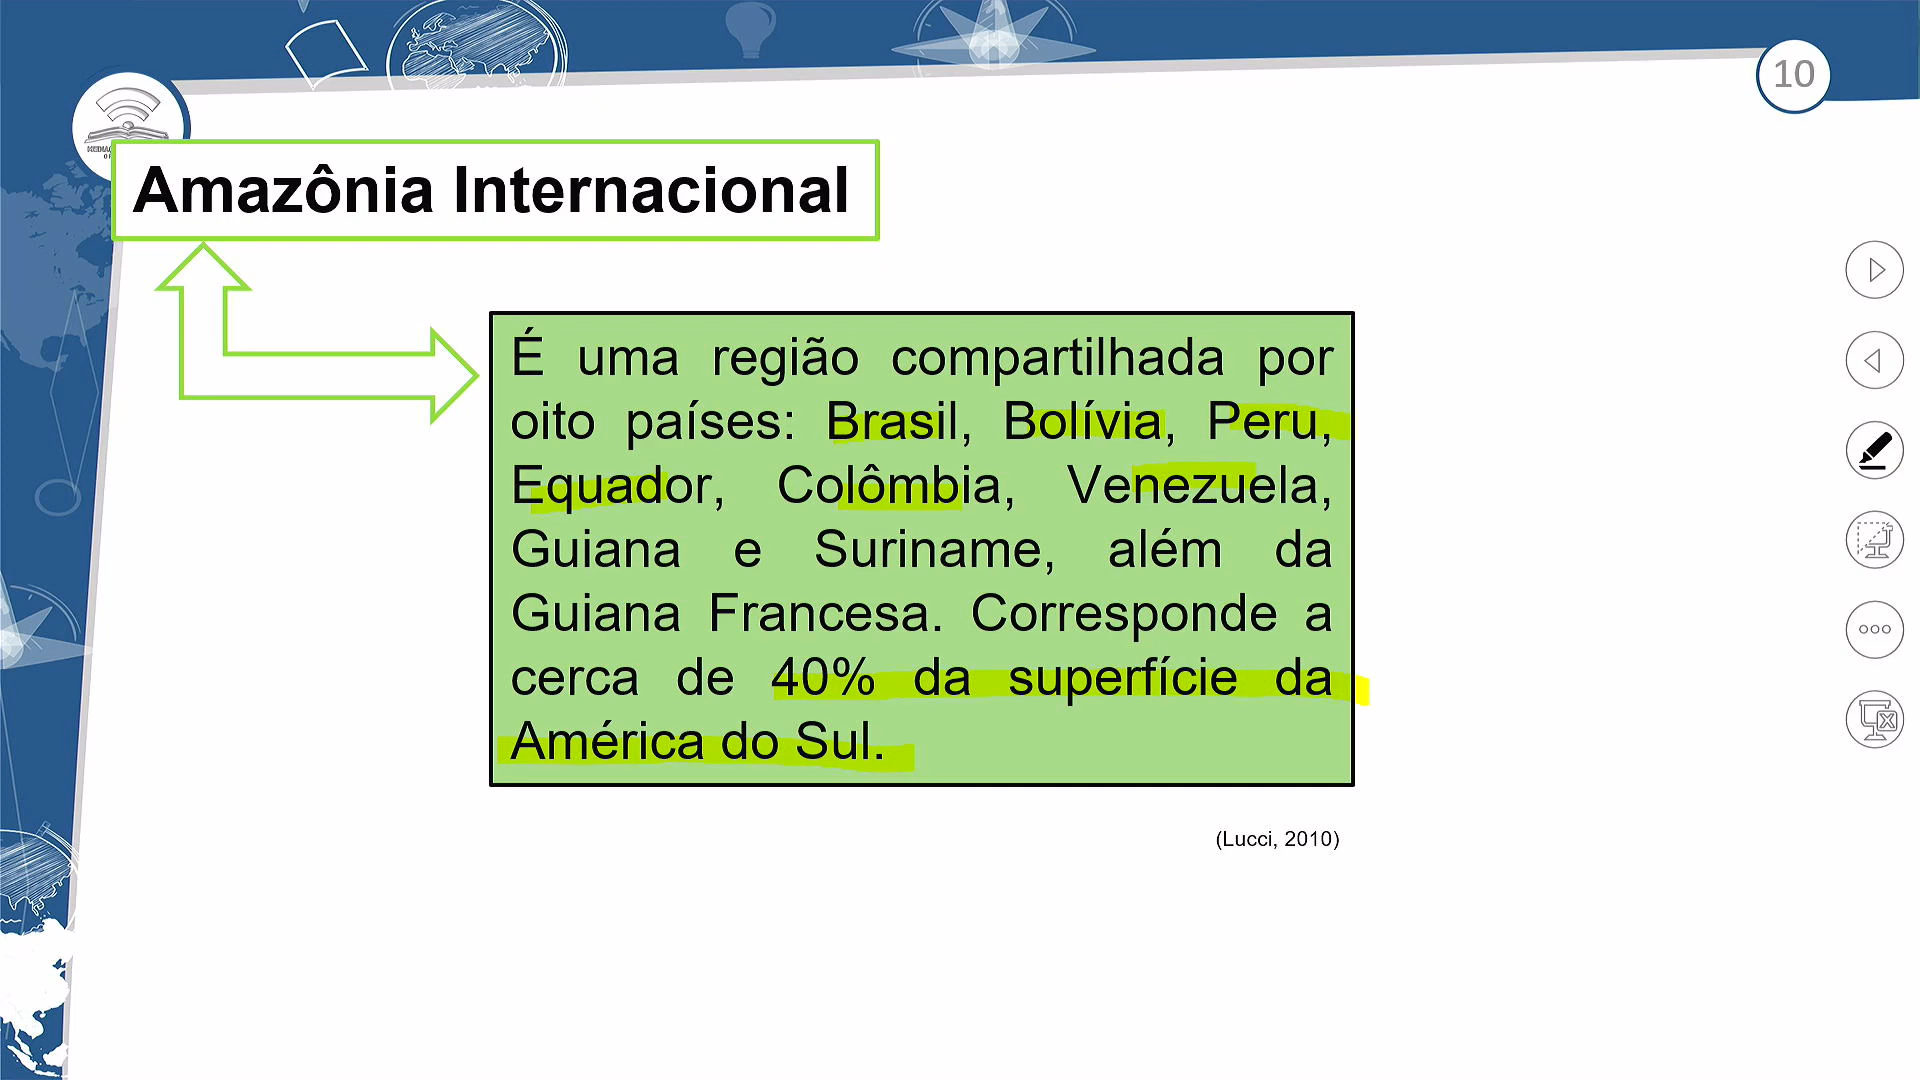 10
Amazônia Internacional
É uma região compartilhada por
oito países: Brasil, Bolívia, Peru,
Equador, Colômbia, Venezuela,
Guiana e Suriname, além da
Guiana Francesa. Corresponde a
cerca de 40% da superfície da
América do Sul.
(Lucci, 2010)